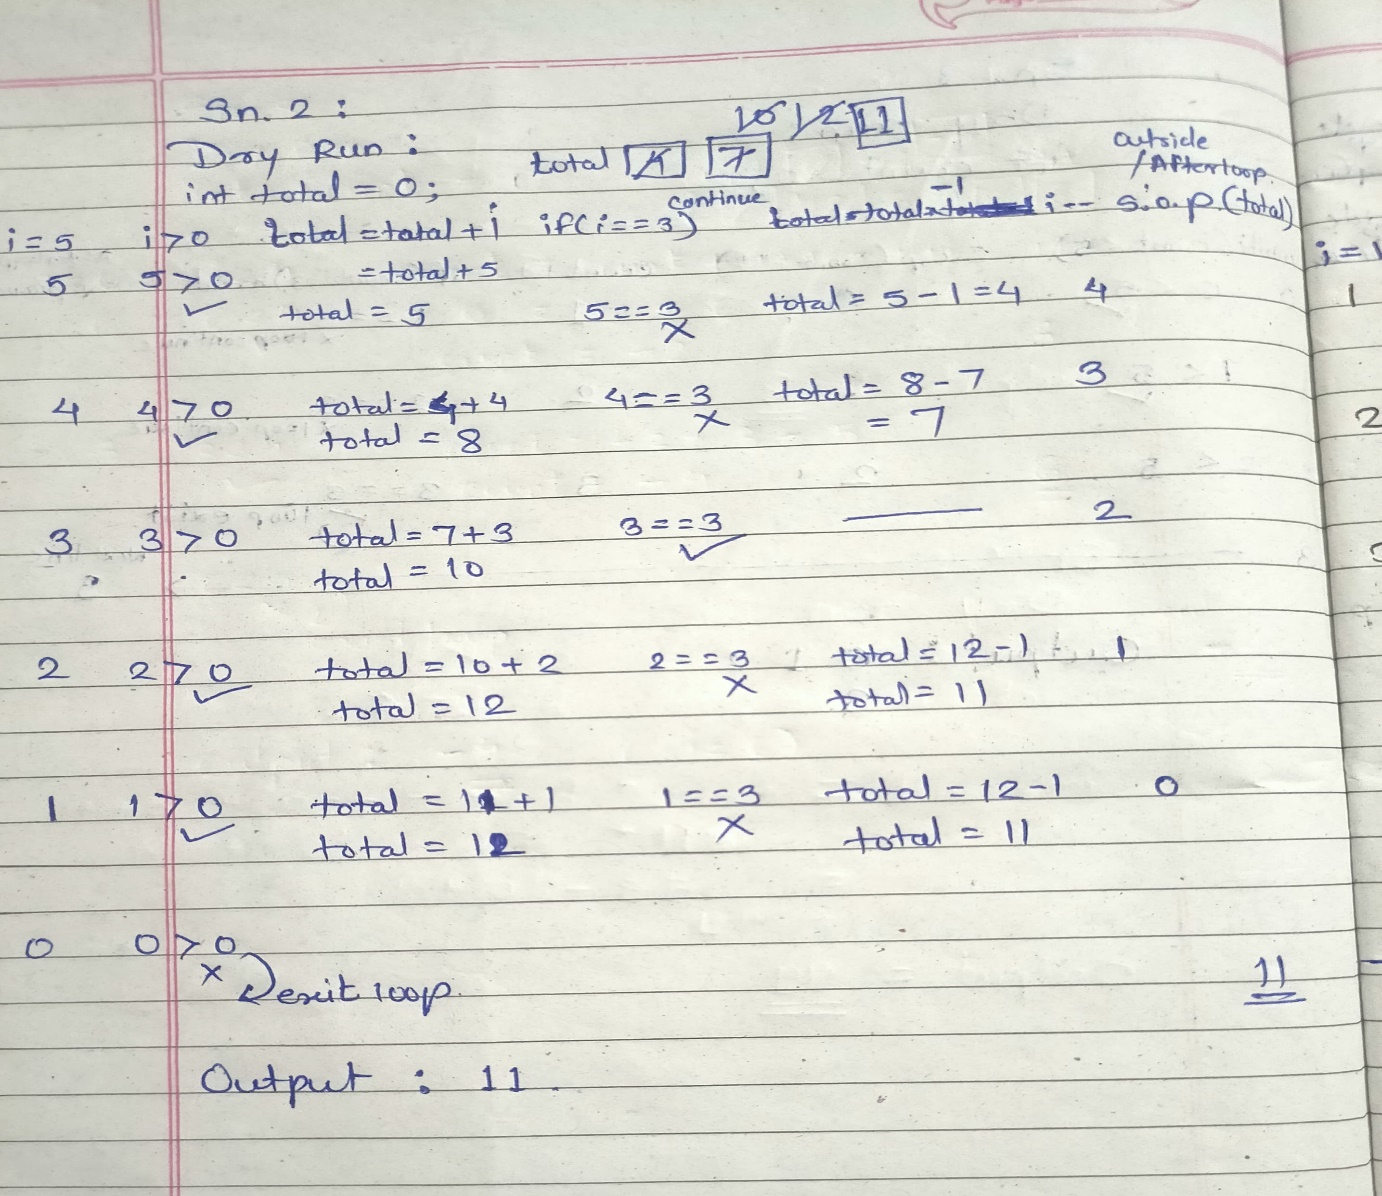 Sn. 2 :
10 12 11
Dry Run : total 7
outside
/Afterloop.
int total = 0;
continue -1
i=5 i>0 total = total + i if(i==3) total=total i-- s.o.p.(total)
5 5>0 = total + 5
✓ total = 5 5==3 total = 5-1=4 4
x
4 4>0 total = 4+4 4==3 total = 8-7 3
✓ total = 8 x = 7
3 3>0 total = 7+3 3==3 ——— 2
total = 10 ✓
2 2>0 total = 10+2 2==3 total = 12-1 1
✓ total = 12 x total = 11
1 1>0 total = 11+1 1==3 total = 12-1 0
✓ total = 12 x total = 11
0 0>0
x exit loop.
11
Output : 11.
i=1
1
2